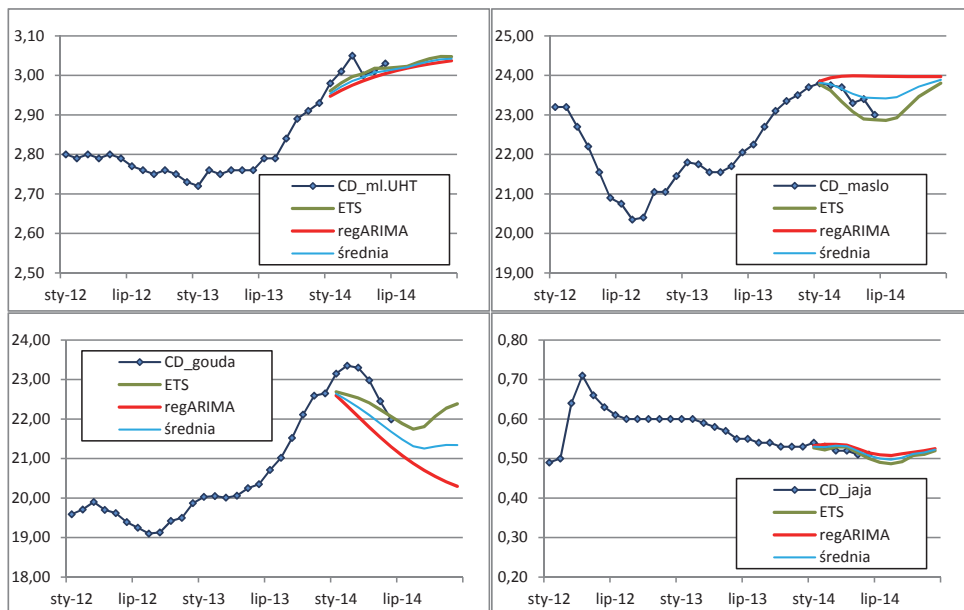 3,10
3,00
2,90
2,80
2,70
2,60
2,50
CD_ml.UHT
ETS
regARIMA
średnia
sty-12 lip-12 sty-13 lip-13 sty-14 lip-14
25,00
24,00
23,00
22,00
21,00
20,00
19,00
CD_maslo
ETS
regARIMA
średnia
sty-12 lip-12 sty-13 lip-13 sty-14 lip-14
24,00
23,00
22,00
21,00
20,00
19,00
18,00
CD_gouda
ETS
regARIMA
średnia
sty-12 lip-12 sty-13 lip-13 sty-14 lip-14
0,80
0,70
0,60
0,50
0,40
0,30
0,20
CD_jaja
ETS
regARIMA
średnia
sty-12 lip-12 sty-13 lip-13 sty-14 lip-14